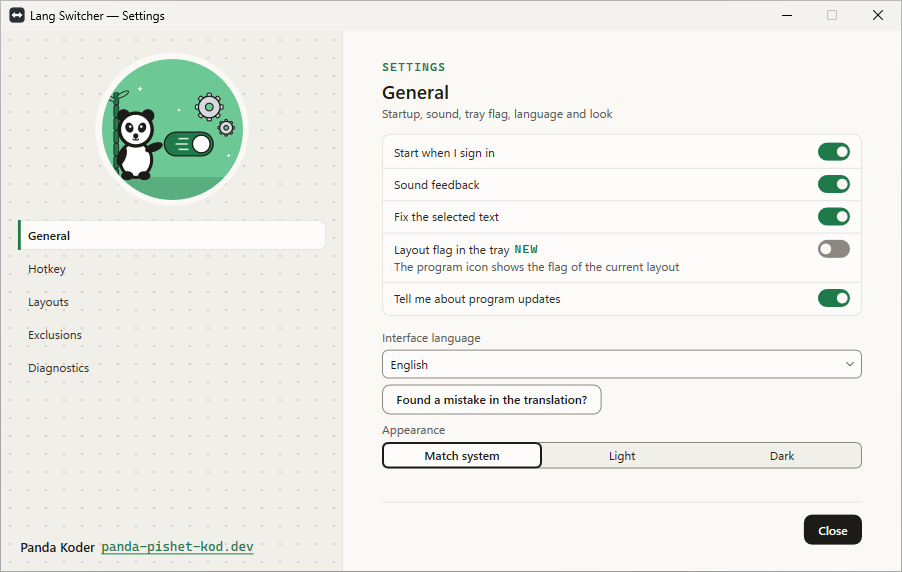 Lang Switcher — Settings
General
Hotkey
Layouts
Exclusions
Diagnostics
Panda Koder panda-pishet-kod.dev
SETTINGS
General
Startup, sound, tray flag, language and look
Start when I sign in
Sound feedback
Fix the selected text
Layout flag in the tray NEW
The program icon shows the flag of the current layout
Tell me about program updates
Interface language
English
Found a mistake in the translation?
Appearance
Match system Light Dark
Close